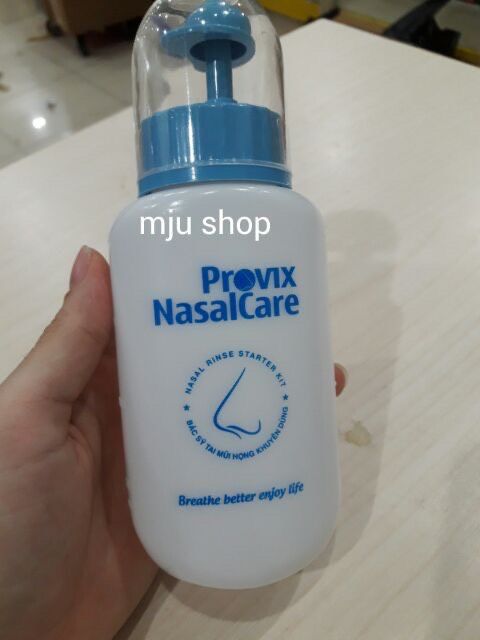 mju shop
Provix
NasalCare
NASAL RINSE STARTER KIT
BÁC SỸ TAI MŨI HỌNG KHUYÊN DÙNG
Breathe better enjoy life